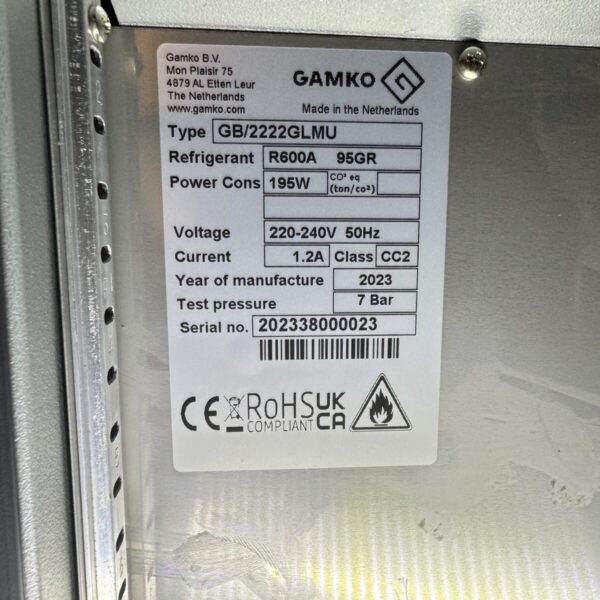 Gamko B.V.
Mon Plaisir 75
4879 AL Etten Leur
The Netherlands
www.gamko.com
GAMKO
Made in the Netherlands
Type GB/2222GLMU
Refrigerant R600A 95GR
Power Cons 195W CO² eq (ton/co²)
Voltage 220-240V 50Hz
Current 1.2A Class CC2
Year of manufacture 2023
Test pressure 7 Bar
Serial no. 202338000023
CE RoHS COMPLIANT UK CA